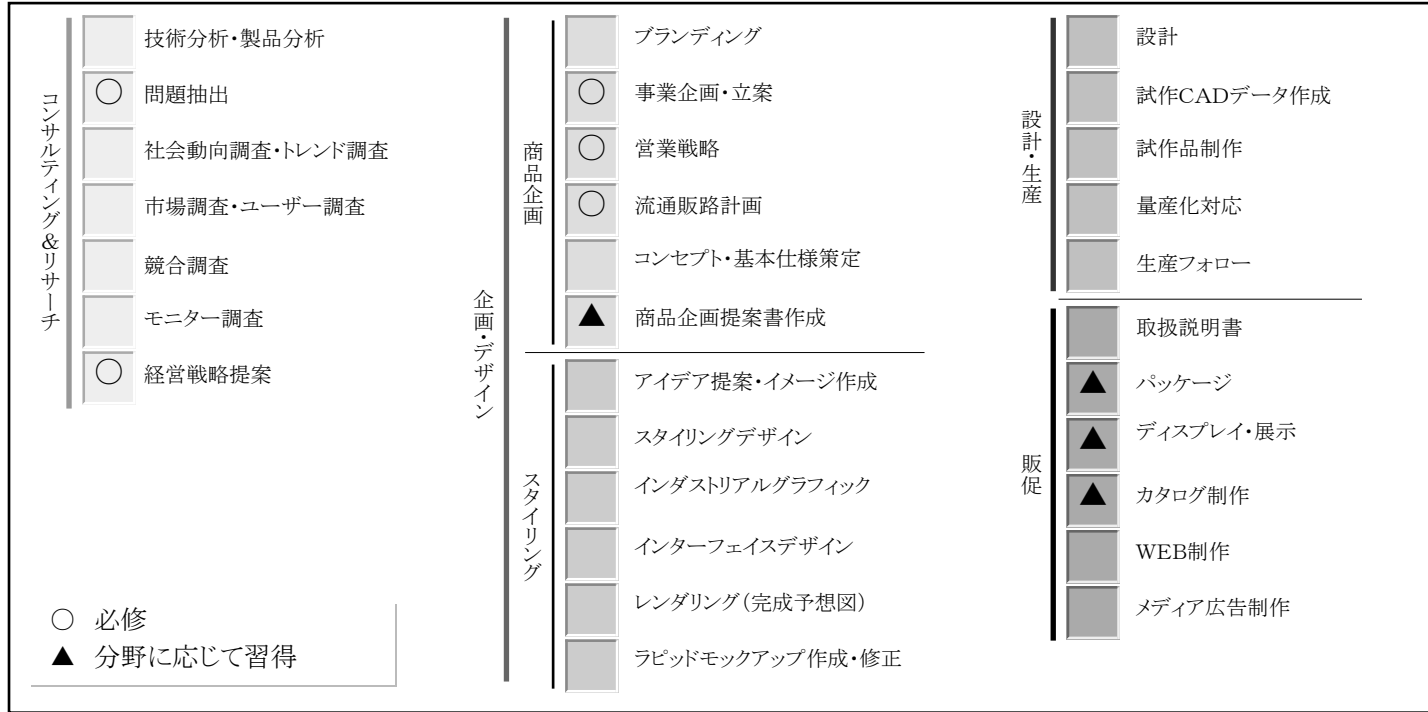 コンサルティング&リサーチ
技術分析・製品分析
○ 問題抽出
社会動向調査・トレンド調査
市場調査・ユーザー調査
競合調査
モニター調査
○ 経営戦略提案
○ 必修
▲ 分野に応じて習得
企画・デザイン
商品企画
ブランディング
○ 事業企画・立案
○ 営業戦略
○ 流通販路計画
コンセプト・基本仕様策定
▲ 商品企画提案書作成
スタイリング
アイデア提案・イメージ作成
スタイリングデザイン
インダストリアルグラフィック
インターフェイスデザイン
レンダリング(完成予想図)
ラピッドモックアップ作成・修正
設計・生産
設計
試作CADデータ作成
試作品制作
量産化対応
生産フォロー
販促
取扱説明書
▲ パッケージ
▲ ディスプレイ・展示
▲ カタログ制作
WEB制作
メディア広告制作